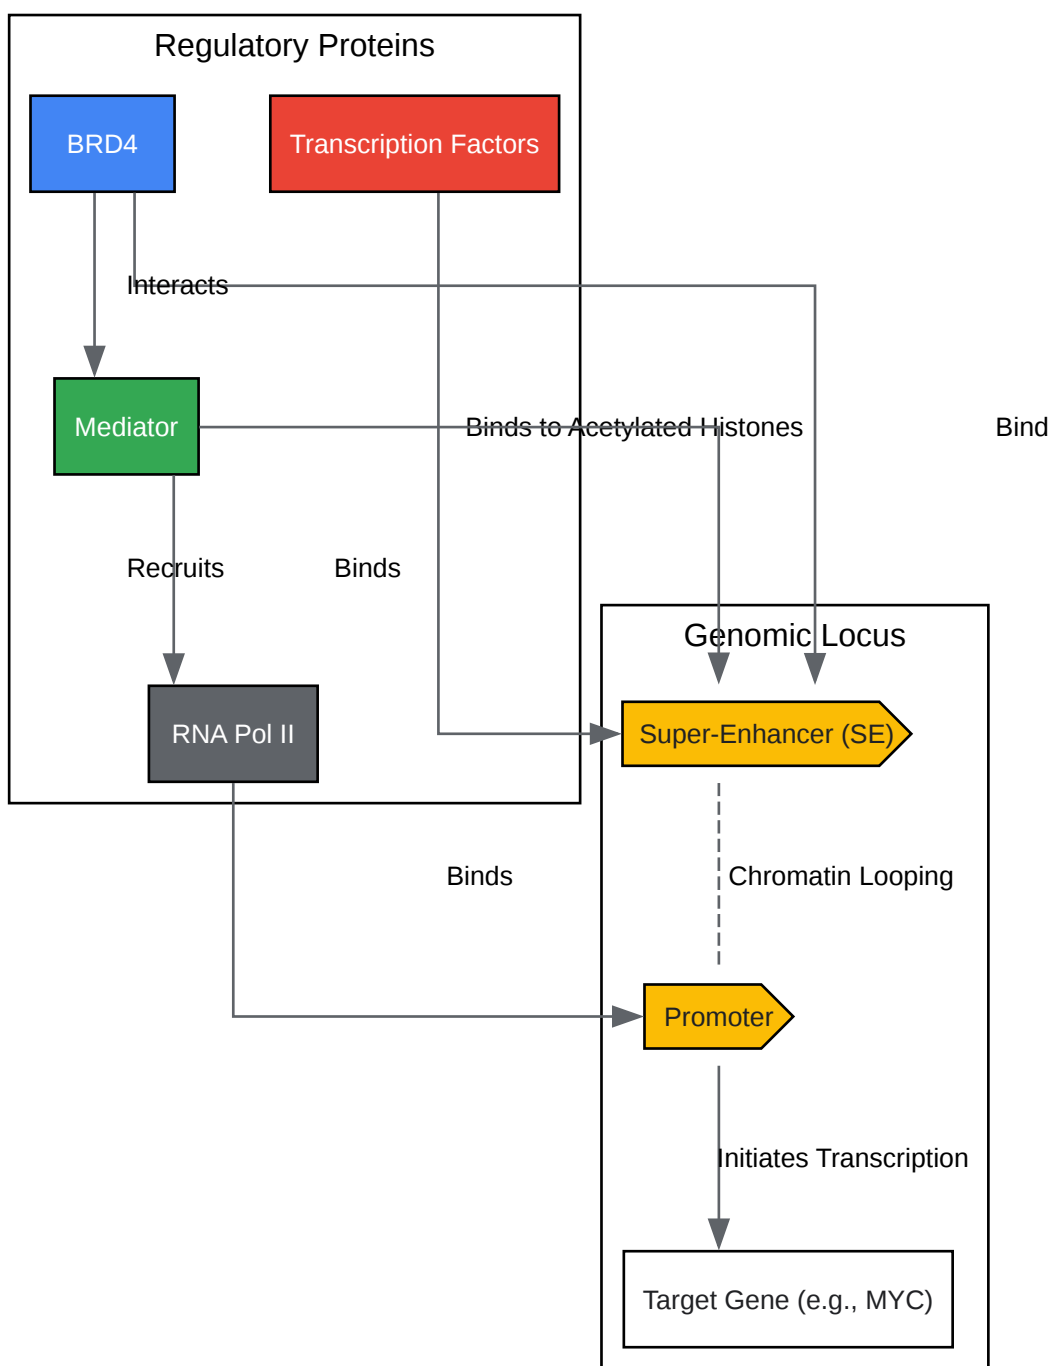 Regulatory Proteins
BRD4
Transcription Factors
Interacts
Mediator
Binds to Acetylated Histones
Bind
Recruits
Binds
Genomic Locus
RNA Pol II
Super-Enhancer (SE)
Binds
Chromatin Looping
Promoter
Initiates Transcription
Target Gene (e.g., MYC)